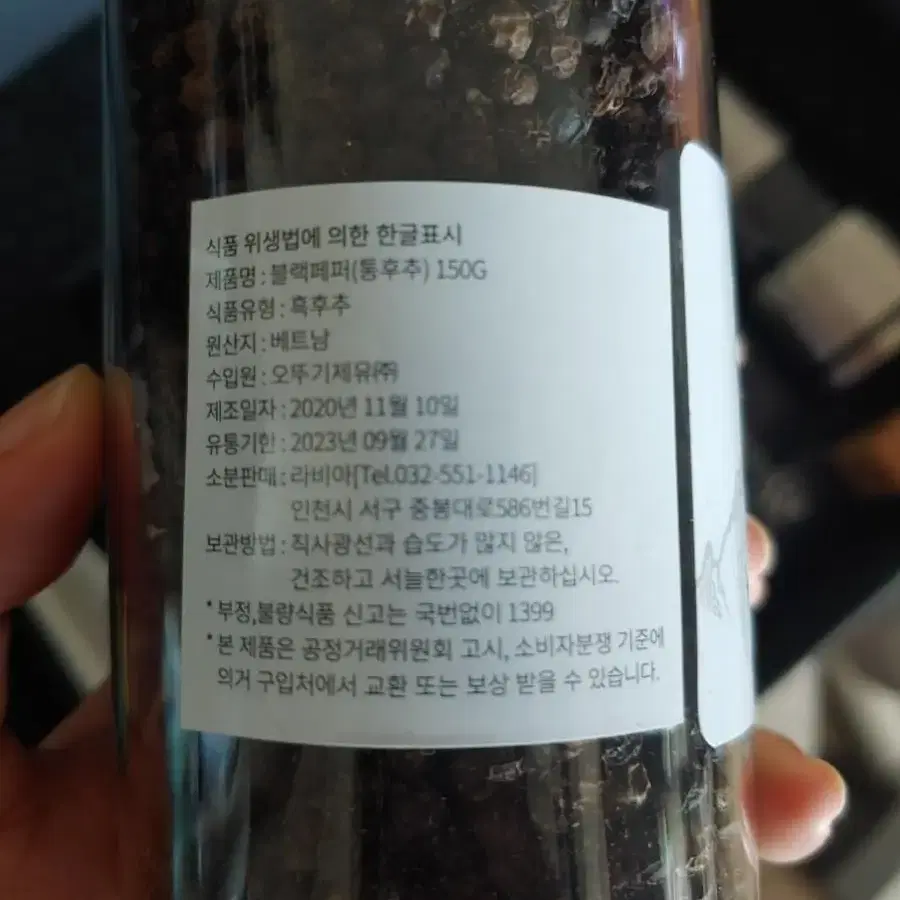 식품 위생법에 의한 한글표시
제품명 : 블랙페퍼(통후추) 150G
식품유형 : 흑후추
원산지 : 베트남
수입원 : 오뚜기제유㈜
제조일자 : 2020년 11월 10일
유통기한 : 2023년 09월 27일
소분판매 : 라비아[Tel.032-551-1146]
인천시 서구 중봉대로586번길15
보관방법 : 직사광선과 습도가 많지 않은,
건조하고 서늘한곳에 보관하십시오.
* 부정,불량식품 신고는 국번없이 1399
* 본 제품은 공정거래위원회 고시, 소비자분쟁 기준에
의거 구입처에서 교환 또는 보상 받을 수 있습니다.